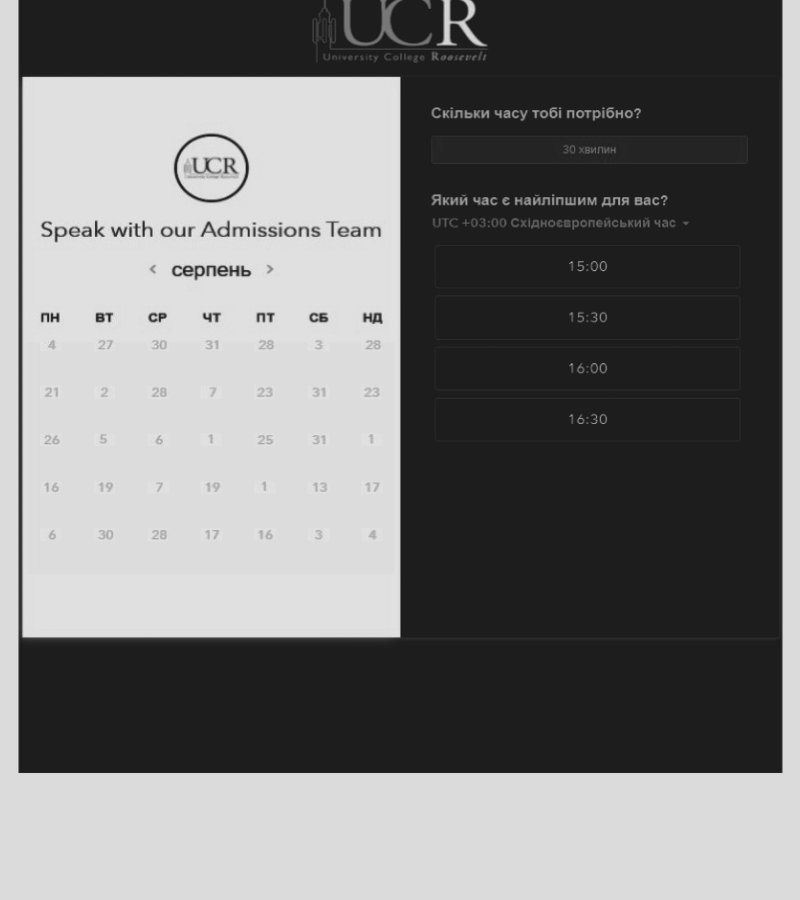 UCR
University College Roosevelt
UCR
Speak with our Admissions Team
< серпень >
ПН ВТ СР ЧТ ПТ СБ НД
4 27 30 31 28 3 28
21 2 28 7 23 31 23
26 5 6 1 25 31 1
16 19 7 19 1 13 17
6 30 28 17 16 3 4
Скільки часу тобі потрібно?
30 хвилин
Який час є найліпшим для вас?
UTC +03:00 Східноєвропейський час
15:00
15:30
16:00
16:30